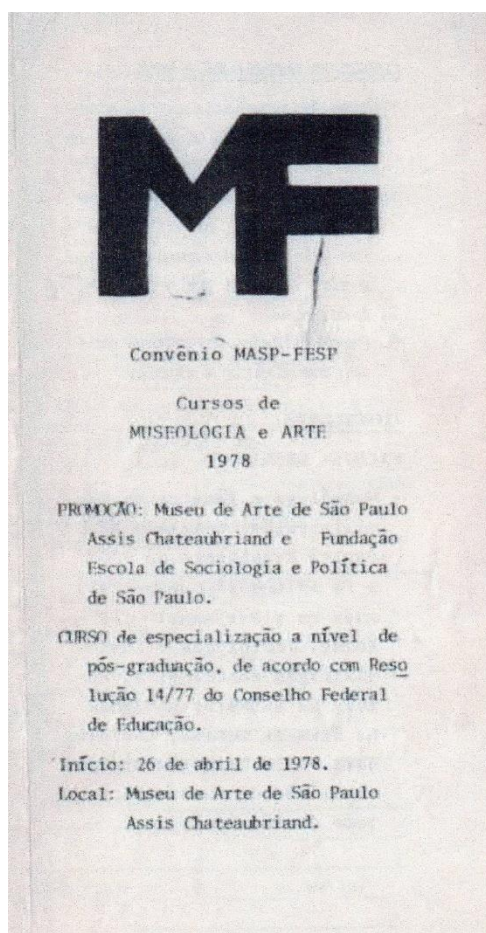 MF
Convênio MASP-FESP
Cursos de
MUSEOLOGIA e ARTE
1978
PROMOÇÃO: Museu de Arte de São Paulo
Assis Chateaubriand e Fundação
Escola de Sociologia e Política
de São Paulo.
CURSO de especialização a nível de
pós-graduação, de acordo com Reso
lução 14/77 do Conselho Federal
de Educação.
Início: 26 de abril de 1978.
Local: Museu de Arte de São Paulo
Assis Chateaubriand.